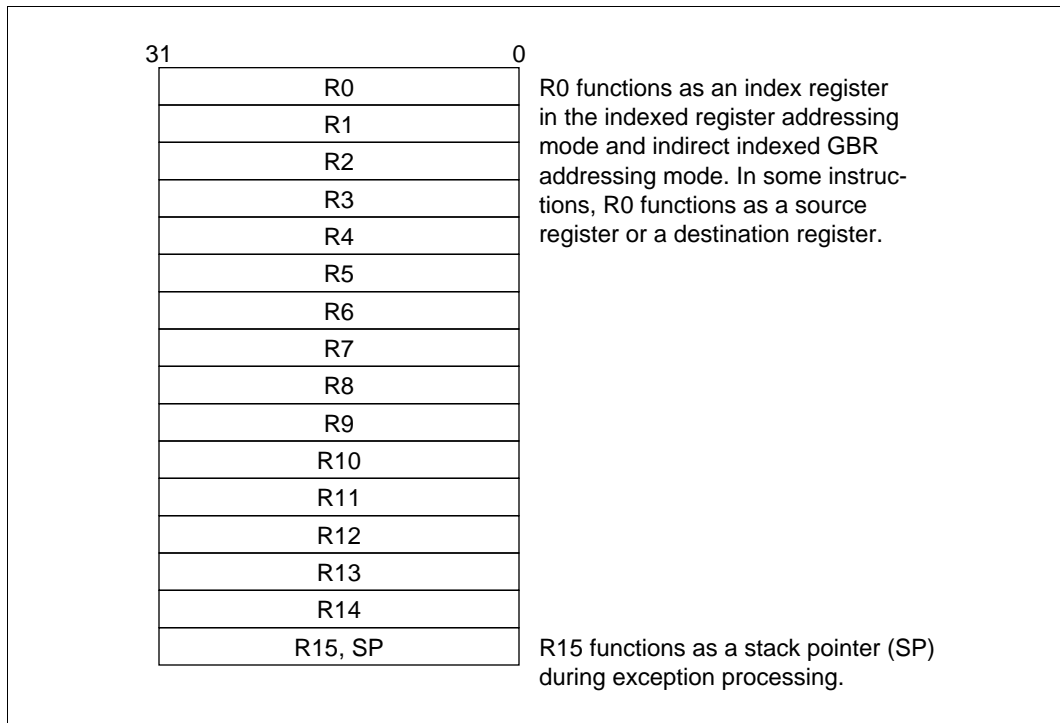 31 0
R0
R0 functions as an index register
in the indexed register addressing
mode and indirect indexed GBR
addressing mode. In some instruc-
tions, R0 functions as a source
register or a destination register.
R1
R2
R3
R4
R5
R6
R7
R8
R9
R10
R11
R12
R13
R14
R15, SP
R15 functions as a stack pointer (SP)
during exception processing.